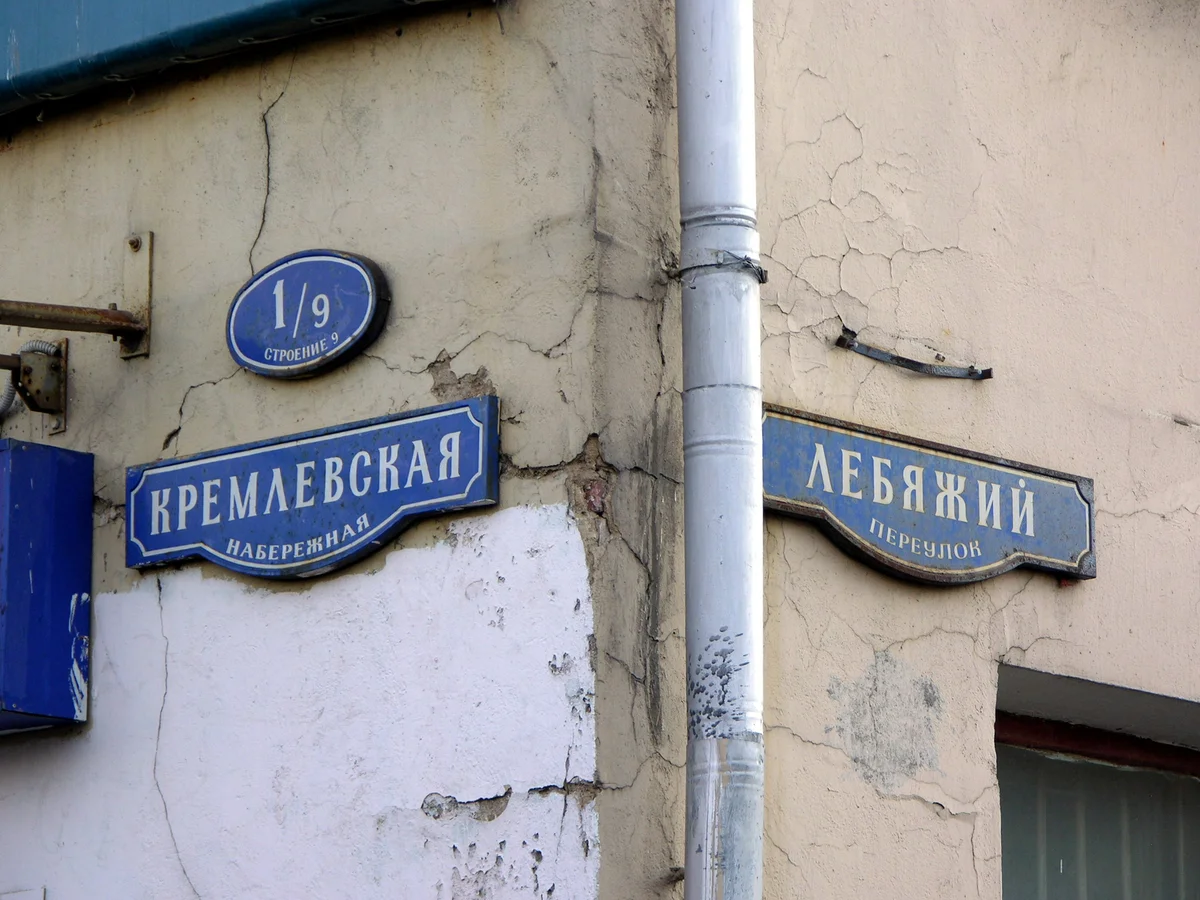 1/9
СТРОЕНИЕ 9
КРЕМЛЕВСКАЯ
НАБЕРЕЖНАЯ
ЛЕБЯЖИЙ
ПЕРЕУЛОК